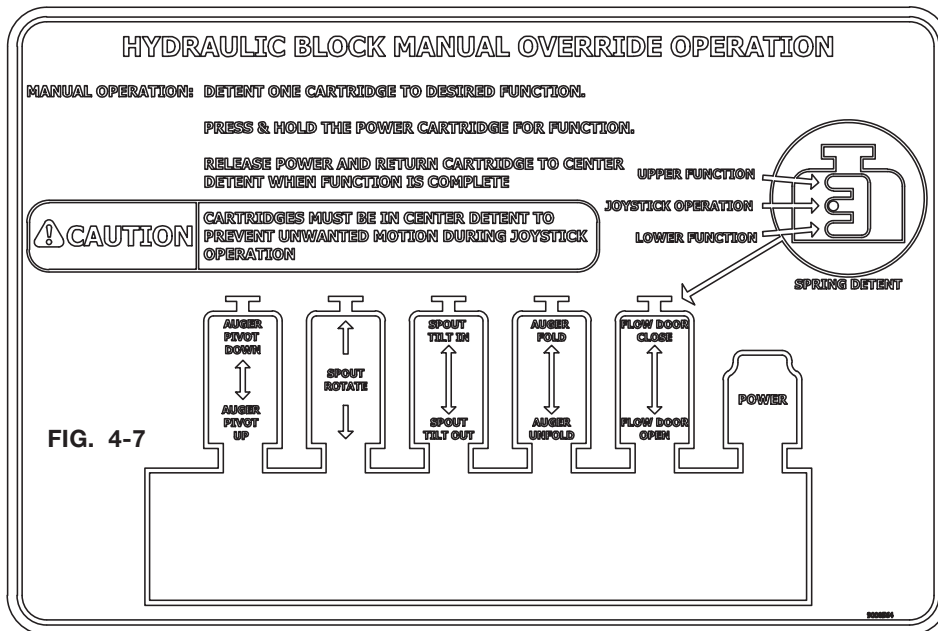 HYDRAULIC BLOCK MANUAL OVERRIDE OPERATION
MANUAL OPERATION: DETENT ONE CARTRIDGE TO DESIRED FUNCTION.
PRESS & HOLD THE POWER CARTRIDGE FOR FUNCTION.
RELEASE POWER AND RETURN CARTRIDGE TO CENTER
DETENT WHEN FUNCTION IS COMPLETE
UPPER FUNCTION
JOYSTICK OPERATION
LOWER FUNCTION
SPRING DETENT
CAUTION
CARTRIDGES MUST BE IN CENTER DETENT TO
PREVENT UNWANTED MOTION DURING JOYSTICK
OPERATION
AUGER
PIVOT
DOWN
AUGER
PIVOT
UP
SPOUT
ROTATE
SPOUT
TILT IN
SPOUT
TILT OUT
AUGER
FOLD
AUGER
UNFOLD
FLOW DOOR
CLOSE
FLOW DOOR
OPEN
POWER
FIG. 4-7